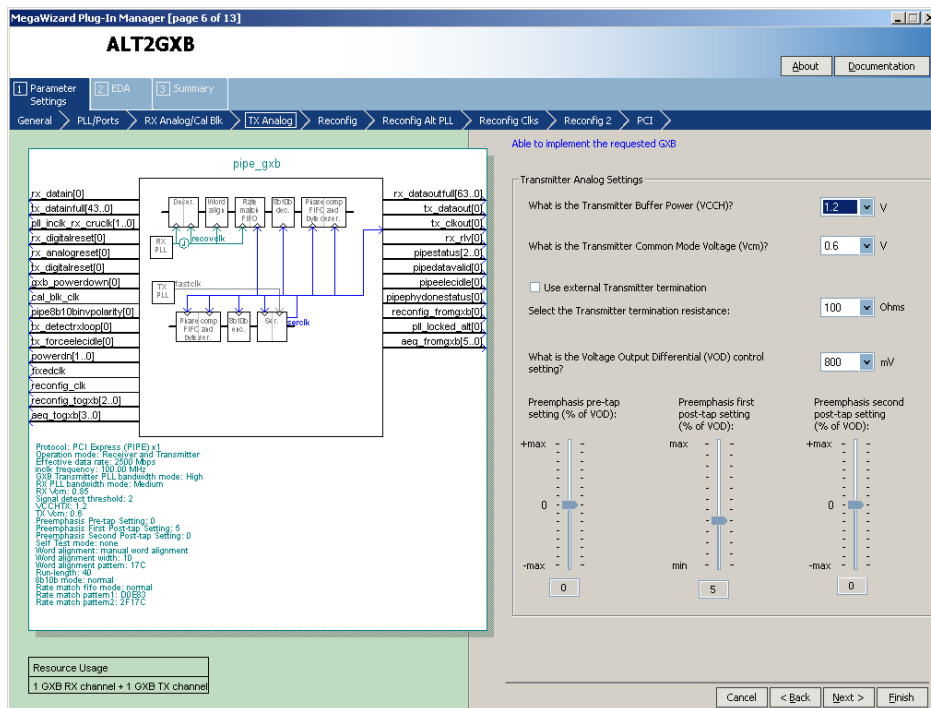 MegaWizard Plug-In Manager [page 6 of 13]
ALT2GXB
About
Documentation
1 Parameter Settings
2 EDA
3 Summary
General
PLL/Ports
RX Analog/Cal Blk
TX Analog
Reconfig
Reconfig Alt PLL
Reconfig Clks
Reconfig 2
PCI
Able to implement the requested GXB
pipe_gxb
rx_datain[0]
tx_datainfull[43..0]
pll_inclk_rx_cruclk[1..0]
rx_digitalreset[0]
rx_analogreset[0]
tx_digitalreset[0]
gxb_powerdown[0]
cal_blk_clk
pipe8b10binvpolarity[0]
tx_detectrxloop[0]
tx_forceelecidle[0]
powerdn[1..0]
fixedclk
reconfig_clk
reconfig_togxb[2..0]
aeq_togxb[3..0]
Deser.
Word align
Rate match FIFO
8b10b dec.
Phase comp FIFO and byte deser.
RX PLL
recovclk
TX PLL
fastclk
Phase comp FIFO and byte ser.
8b10b enc.
Ser.
serclk
rx_dataoutfull[63..0]
tx_dataout[0]
tx_clkout[0]
rx_rlv[0]
pipestatus[2..0]
pipedatavalid[0]
pipeelecidle[0]
pipephydonestatus[0]
reconfig_fromgxb[0]
pll_locked_alt[0]
aeq_fromgxb[5..0]
Protocol: PCI Express (PIPE) x1
Operation mode: Receiver and Transmitter
Effective data rate: 2500 Mbps
inclk frequency: 100.00 MHz
GXB Transmitter PLL bandwidth mode: High
RX PLL bandwidth mode: Medium
RX Vcm: 0.85
Signal detect threshold: 2
VCCHTX: 1.2
TX Vcm: 0.6
Preemphasis Pre-tap Setting: 0
Preemphasis First Post-tap Setting: 5
Preemphasis Second Post-tap Setting: 0
Self Test mode: none
Word alignment: manual word alignment
Word alignment width: 10
Word alignment pattern: 17C
Run-length: 40
8b10b mode: normal
Rate match fifo mode: normal
Rate match pattern1: D0E83
Rate match pattern2: 2F17C
Resource Usage
1 GXB RX channel + 1 GXB TX channel
Transmitter Analog Settings
What is the Transmitter Buffer Power (VCCH)?
1.2 V
What is the Transmitter Common Mode Voltage (Vcm)?
0.6 V
Use external Transmitter termination
Select the Transmitter termination resistance:
100 Ohms
What is the Voltage Output Differential (VOD) control
setting?
800 mV
Preemphasis pre-tap
setting (% of VOD):
+max
0
-max
0
Preemphasis first
post-tap setting
(% of VOD):
max
min
5
Preemphasis second
post-tap setting
(% of VOD):
+max
0
-max
0
Cancel
< Back
Next >
Finish